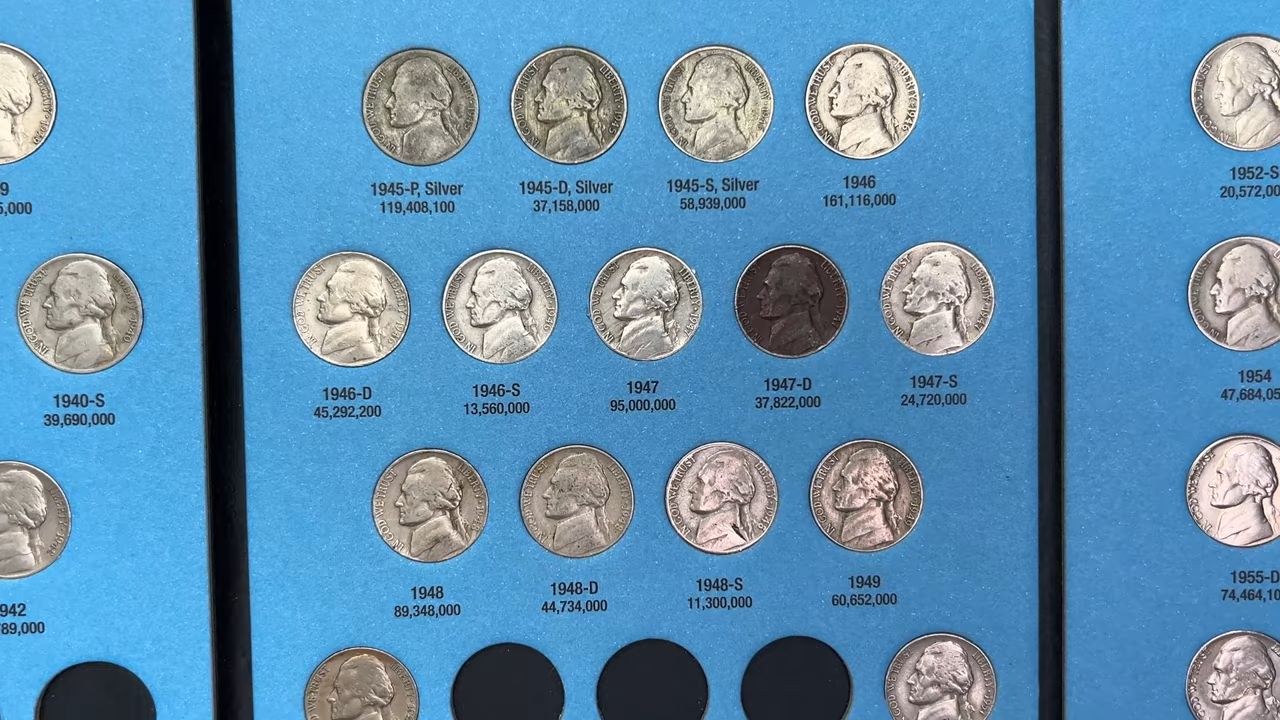 1945-P, Silver
119,408,100
1945-D, Silver
37,158,000
1945-S, Silver
58,939,000
1946
161,116,000
1952-S
20,572,00
9
5,000
1940-S
39,690,000
1946-D
45,292,200
1946-S
13,560,000
1947
95,000,000
1947-D
37,822,000
1947-S
24,720,000
1954
47,684,05
942
789,000
1948
89,348,000
1948-D
44,734,000
1948-S
11,300,000
1949
60,652,000
1955-D
74,464,10